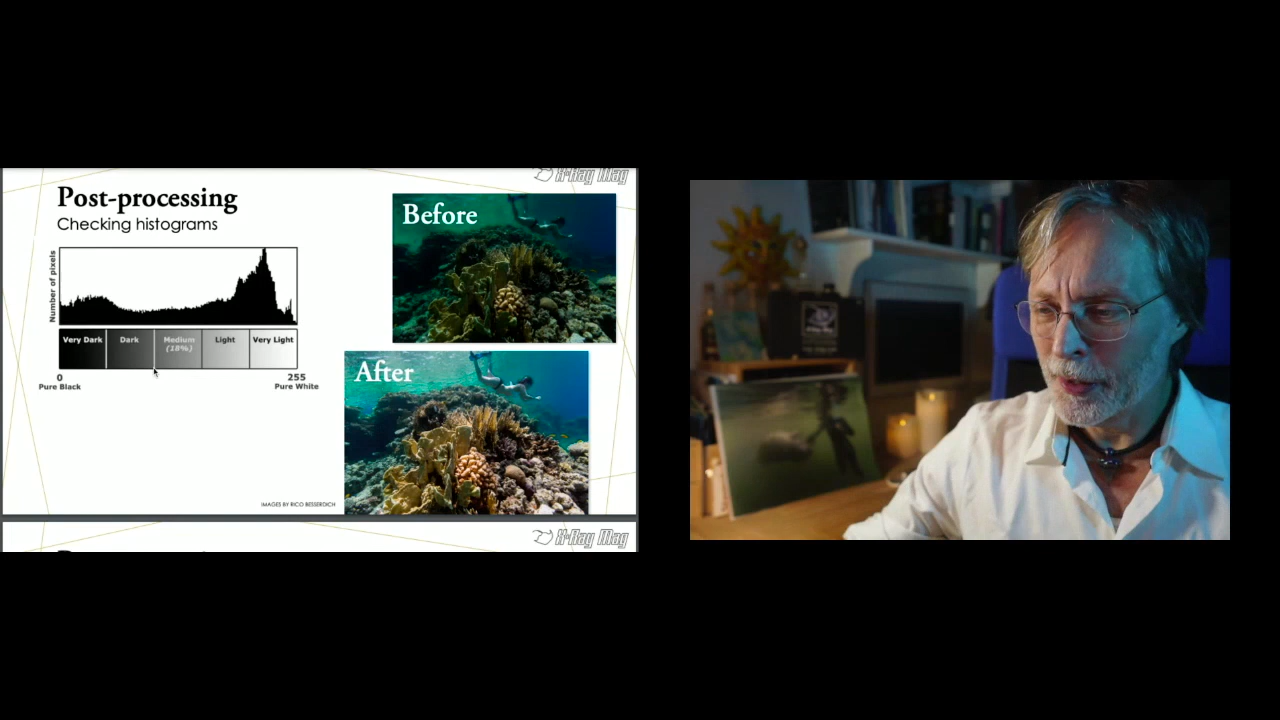 X-Ray Mag
Post-processing
Checking histograms
Number of pixels
Very Dark
Dark
Medium
(18%)
Light
Very Light
0
255
Pure Black
Pure White
Before
After
IMAGES BY RICO BESSERDICH
X-Ray Mag